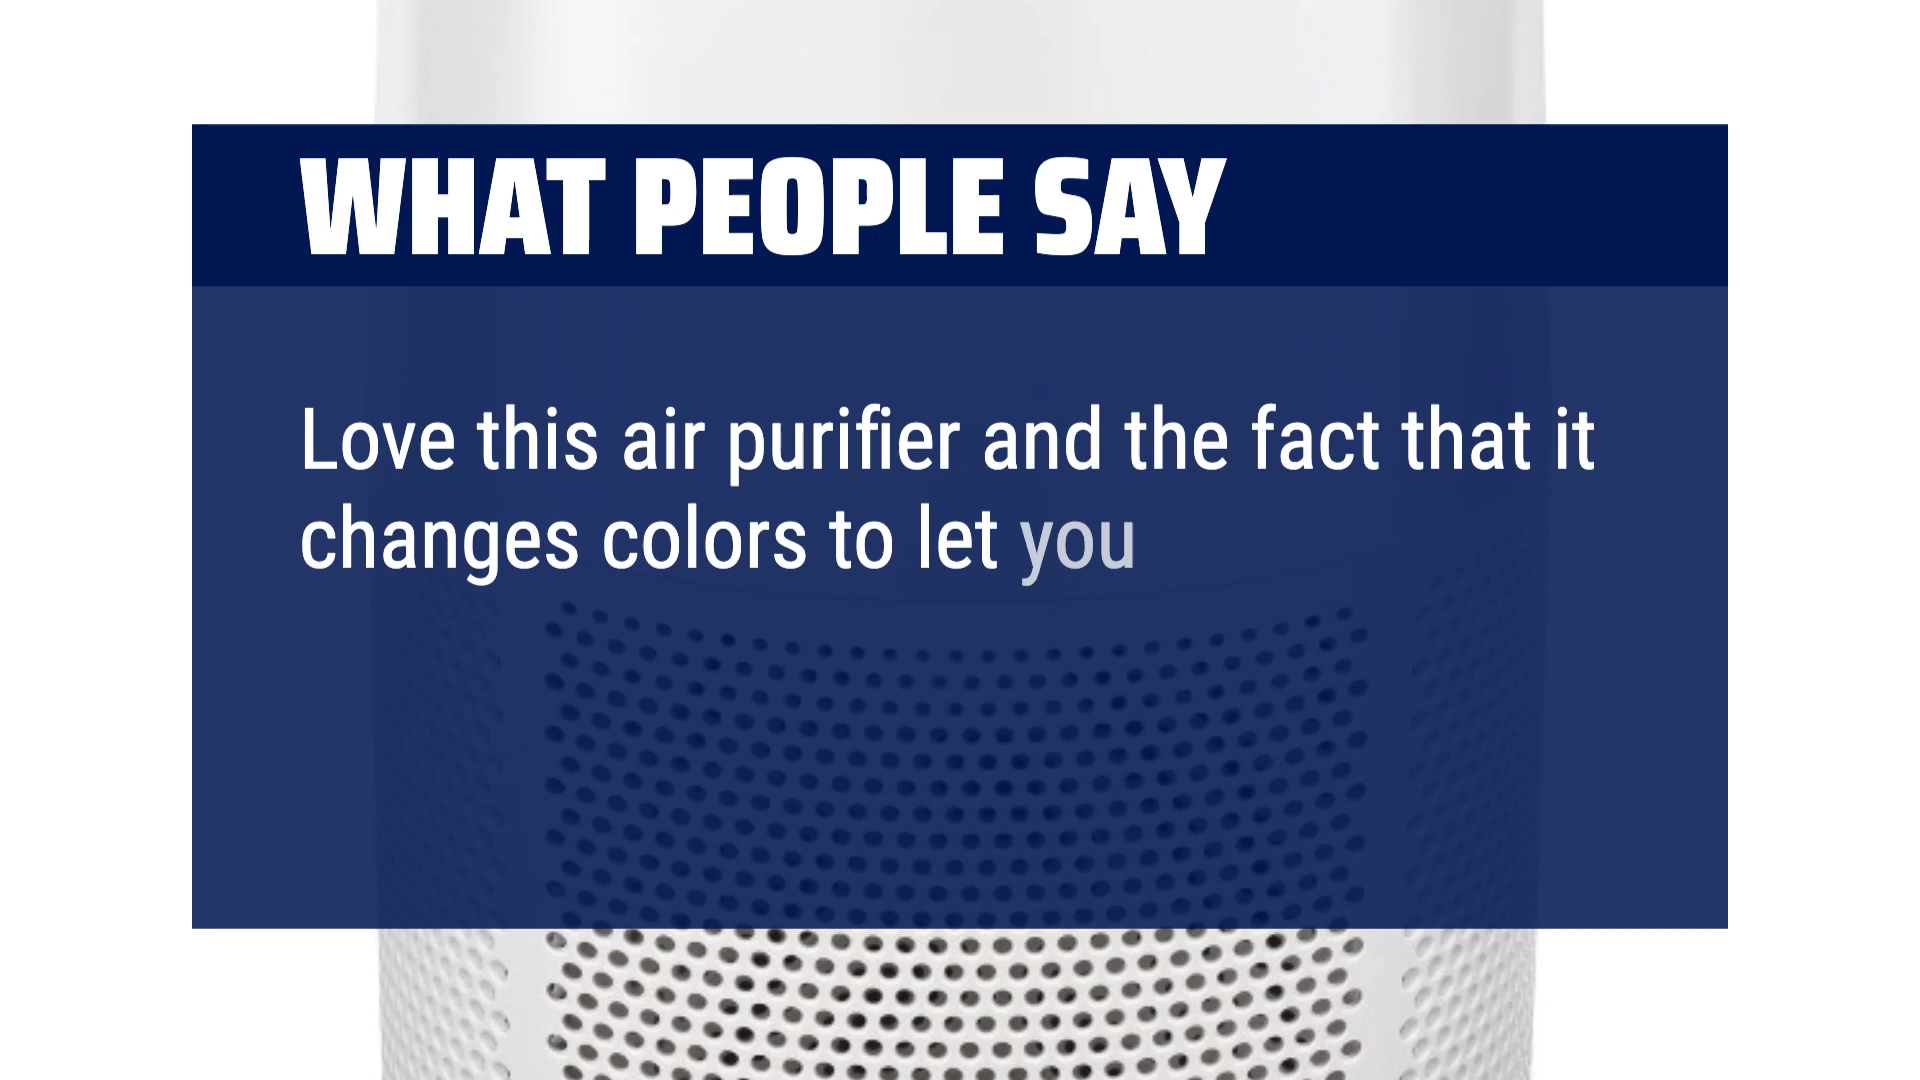 WHAT PEOPLE SAY
Love this air purifier and the fact that it
changes colors to let you